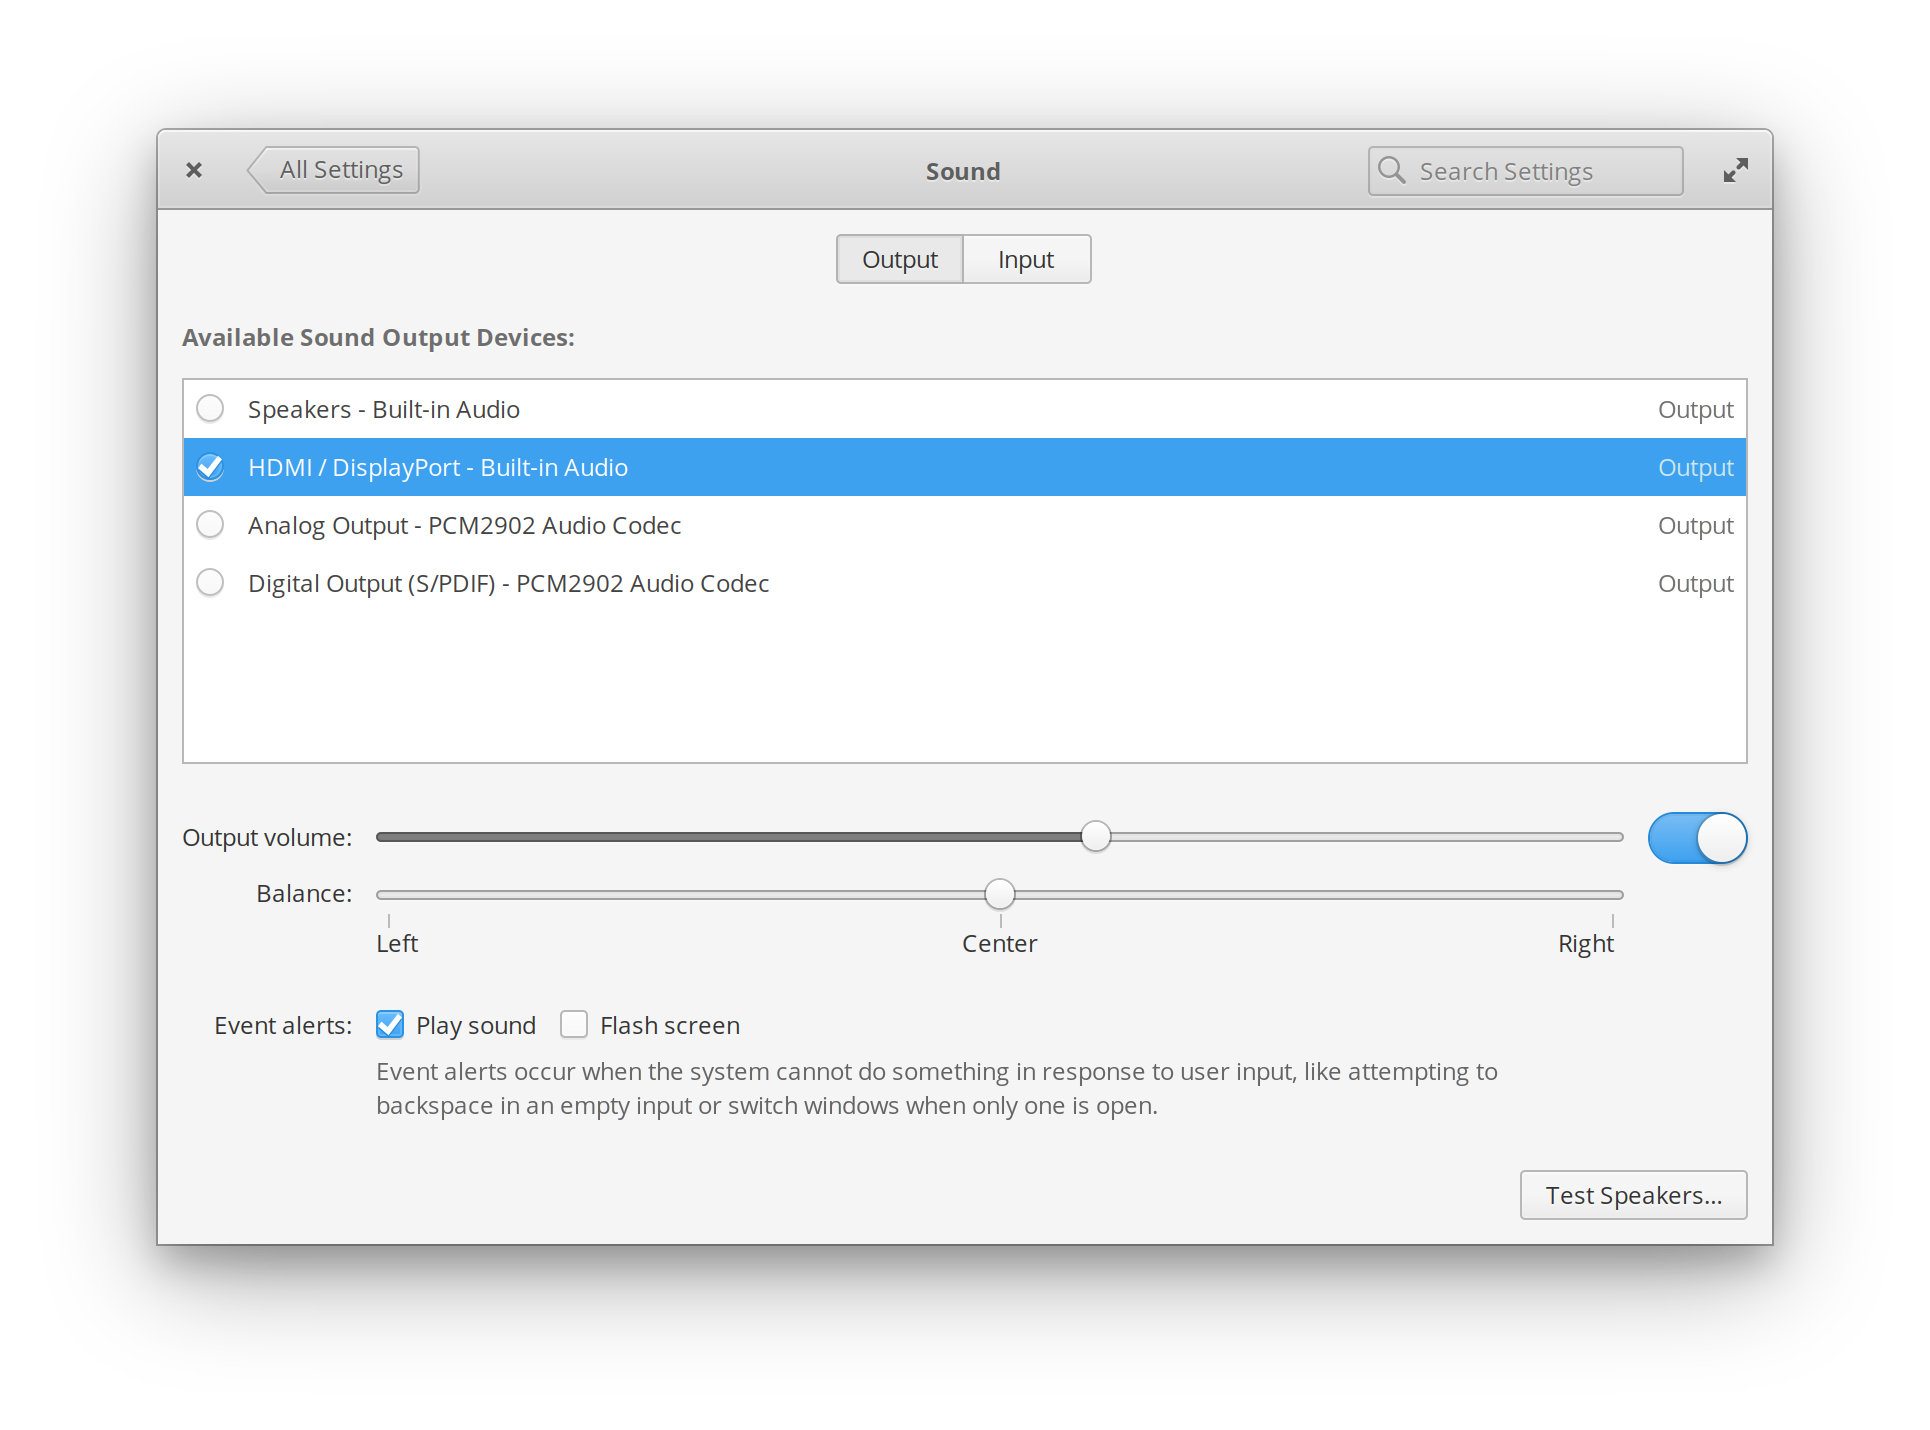 All Settings
Sound
Search Settings
Output
Input
Available Sound Output Devices:
Speakers - Built-in Audio Output
HDMI / DisplayPort - Built-in Audio Output
Analog Output - PCM2902 Audio Codec Output
Digital Output (S/PDIF) - PCM2902 Audio Codec Output
Output volume:
Balance:
Left Center Right
Event alerts: Play sound Flash screen
Event alerts occur when the system cannot do something in response to user input, like attempting to
backspace in an empty input or switch windows when only one is open.
Test Speakers...